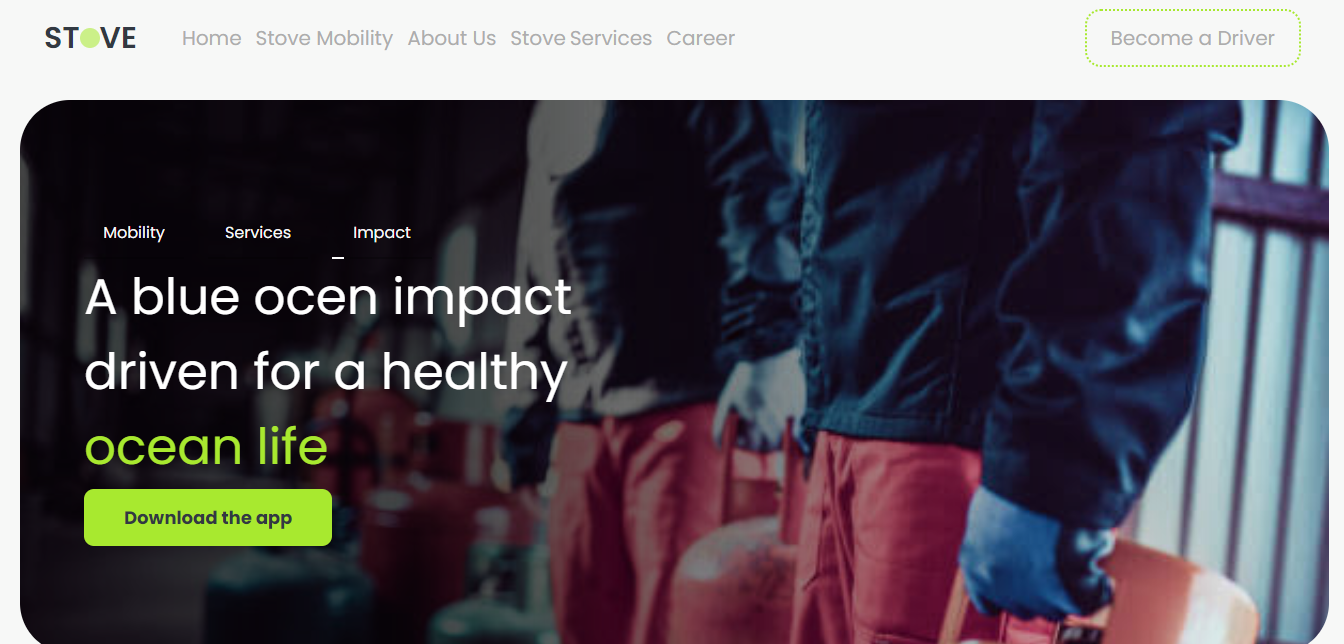 STOVE
Home Stove Mobility About Us Stove Services Career
Become a Driver
Mobility Services Impact
A blue ocen impact
driven for a healthy
ocean life
Download the app